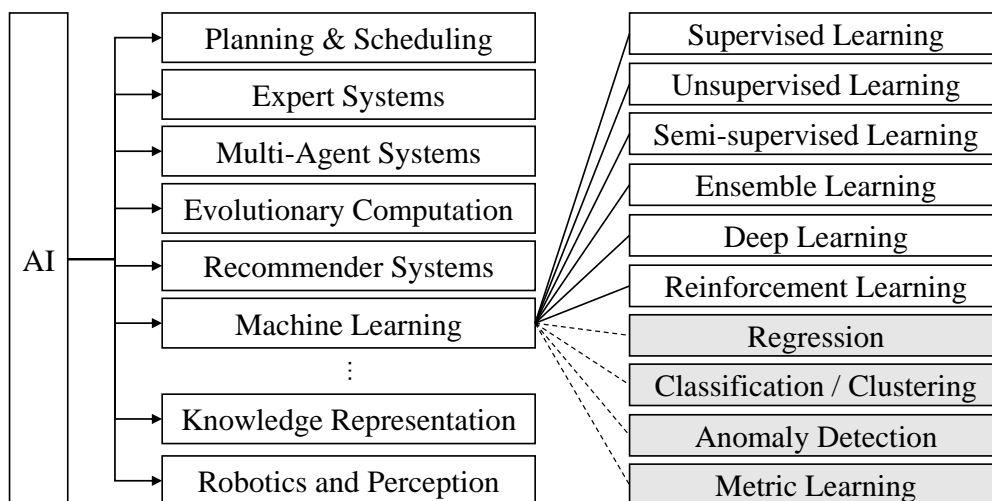 AI
Planning & Scheduling
Expert Systems
Multi-Agent Systems
Evolutionary Computation
Recommender Systems
Machine Learning
⋮
Knowledge Representation
Robotics and Perception
Supervised Learning
Unsupervised Learning
Semi-supervised Learning
Ensemble Learning
Deep Learning
Reinforcement Learning
Regression
Classification / Clustering
Anomaly Detection
Metric Learning